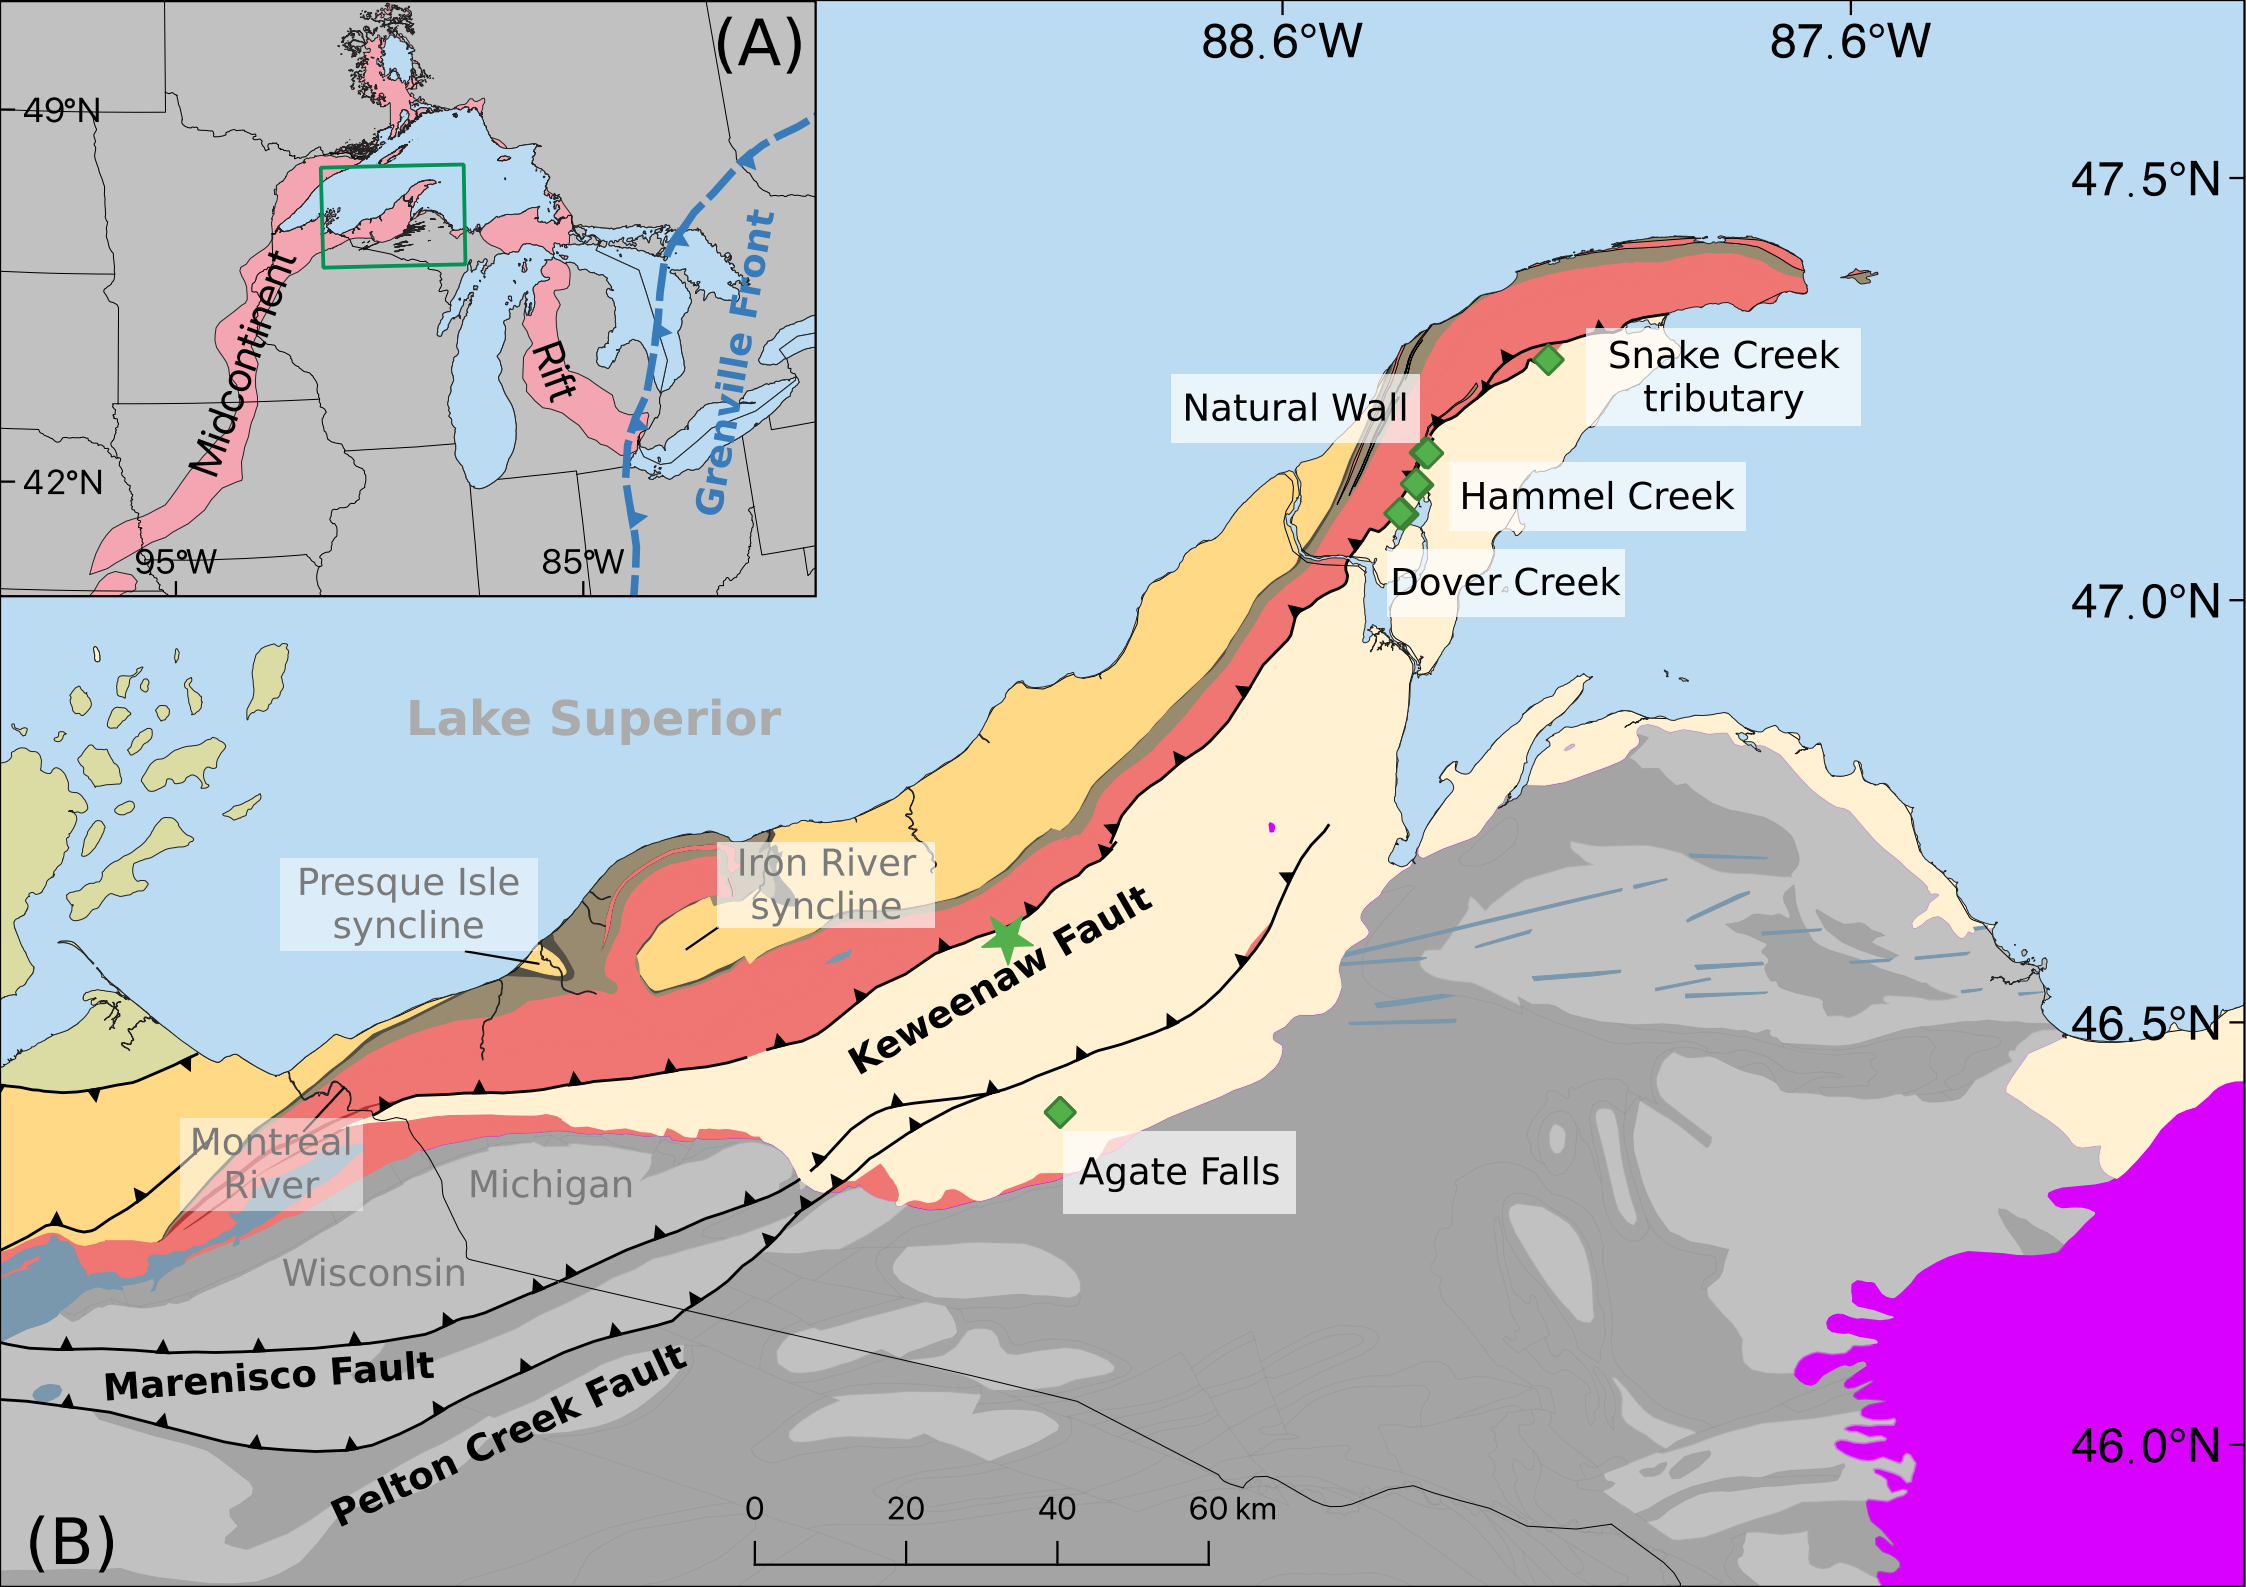 (A)
49°N
42°N
95°W
85°W
Midcontinent
Rift
Grenville Front
88.6°W
87.6°W
47.5°N
47.0°N
46.5°N
46.0°N
Snake Creek
tributary
Natural Wall
Hammel Creek
Dover Creek
Lake Superior
Presque Isle
syncline
Iron River
syncline
Keweenaw Fault
Montreal
River
Michigan
Agate Falls
Wisconsin
Marenisco Fault
Pelton Creek Fault
0 20 40 60 km
(B)